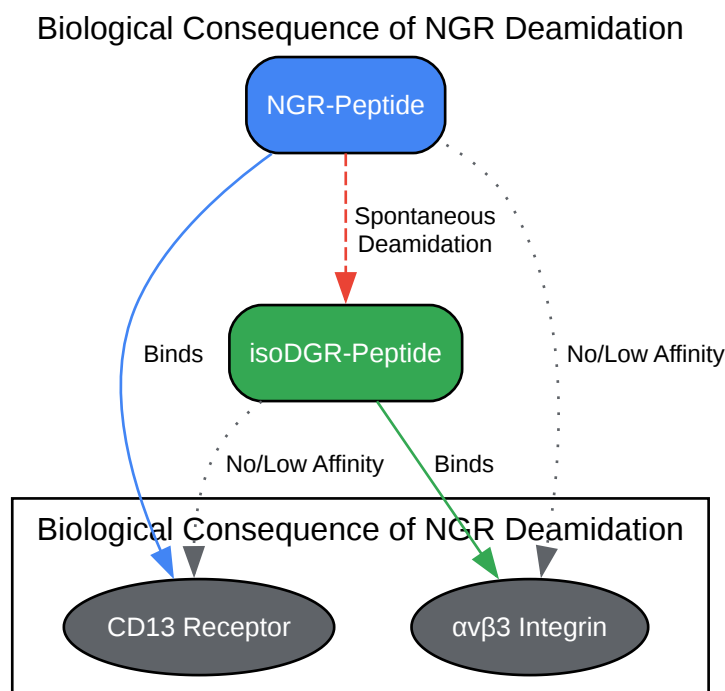 Biological Consequence of NGR Deamidation
NGR-Peptide
Spontaneous
Deamidation
Binds
isoDGR-Peptide
No/Low Affinity
No/Low Affinity
Binds
Biological Consequence of NGR Deamidation
CD13 Receptor
αvβ3 Integrin